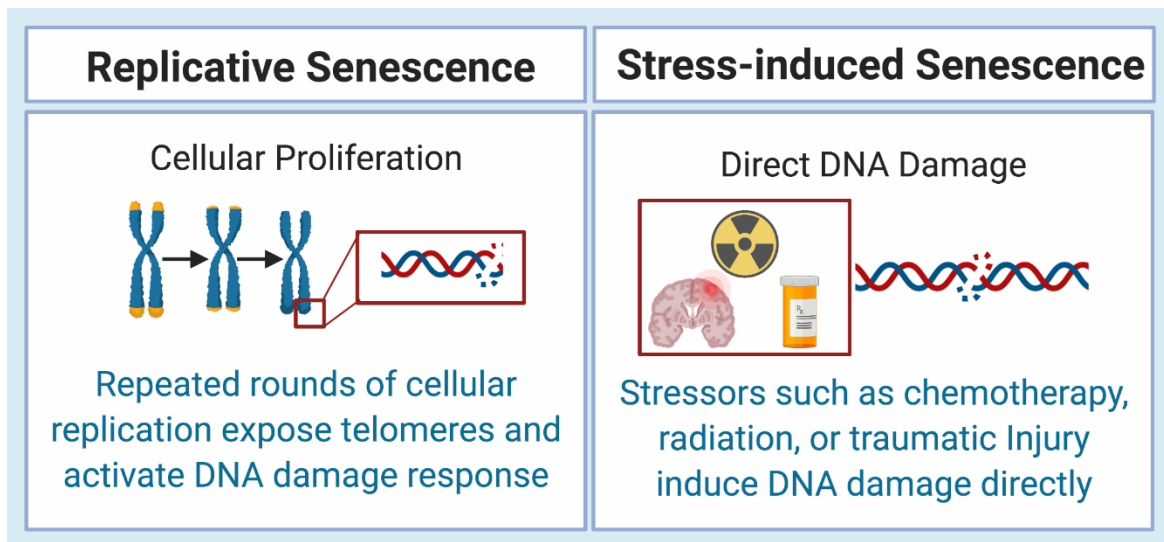 Replicative Senescence
Stress-induced Senescence
Cellular Proliferation
Repeated rounds of cellular
replication expose telomeres and
activate DNA damage response
Direct DNA Damage
Rx
Stressors such as chemotherapy,
radiation, or traumatic Injury
induce DNA damage directly